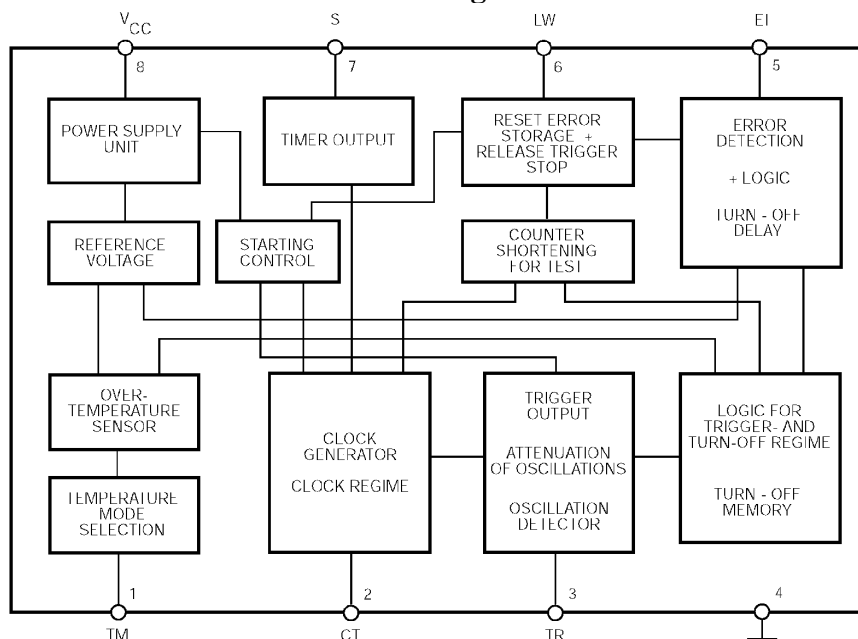 VCC
S
LW
EI
8
7
6
5
POWER SUPPLY
UNIT
TIMER OUTPUT
RESET ERROR
STORAGE +
RELEASE TRIGGER
STOP
ERROR
DETECTION
+ LOGIC
TURN - OFF
DELAY
REFERENCE
VOLTAGE
STARTING
CONTROL
COUNTER
SHORTENING
FOR TEST
OVER-
TEMPERATURE
SENSOR
CLOCK
GENERATOR
CLOCK REGIME
TRIGGER
OUTPUT
ATTENUATION
OF OSCILLATIONS
OSCILLATION
DETECTOR
LOGIC FOR
TRIGGER- AND
TURN-OFF REGIME
TURN - OFF
MEMORY
TEMPERATURE
MODE
SELECTION
1
2
3
4
TM
CT
TR